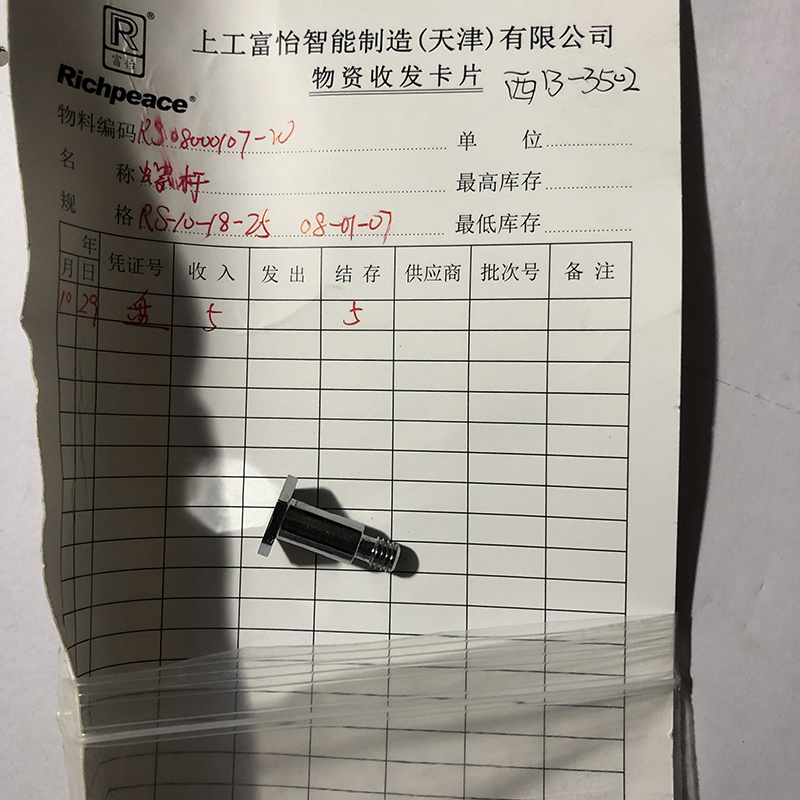 R®
富怡
Richpeace®
上工富怡智能制造(天津)有限公司
物资收发卡片 西13-3502
物料编码 RS08000107-20 单 位
名 称 螺杆 最高库存
规 格 RS-10-18-25 08-01-07 最低库存
年
月 日 凭证号 收 入 发 出 结 存 供应商 批次号 备 注
10 29 盘 5 5